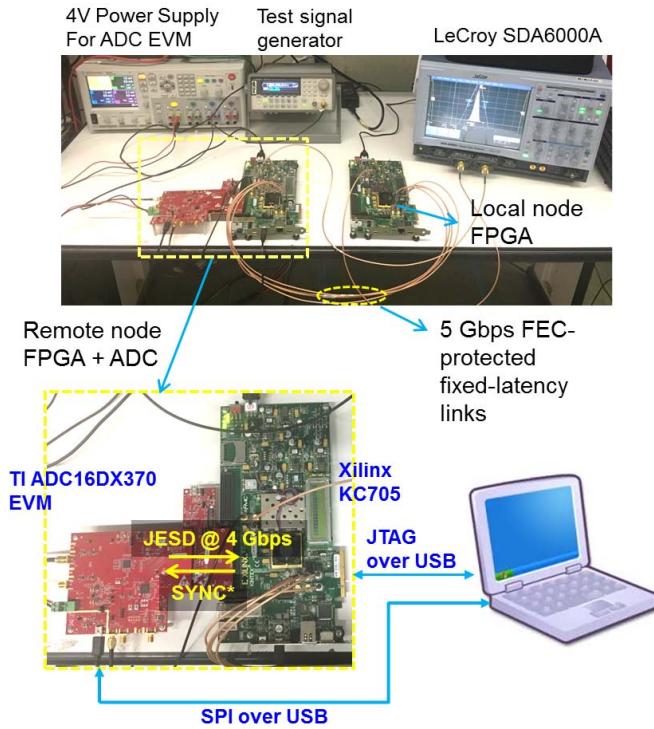 4V Power Supply
For ADC EVM
Test signal
generator
LeCroy SDA6000A
Local node
FPGA
Remote node
FPGA + ADC
5 Gbps FEC-
protected
fixed-latency
links
TI ADC16DX370
EVM
Xilinx
KC705
JESD @ 4 Gbps
SYNC*
JTAG
over USB
SPI over USB